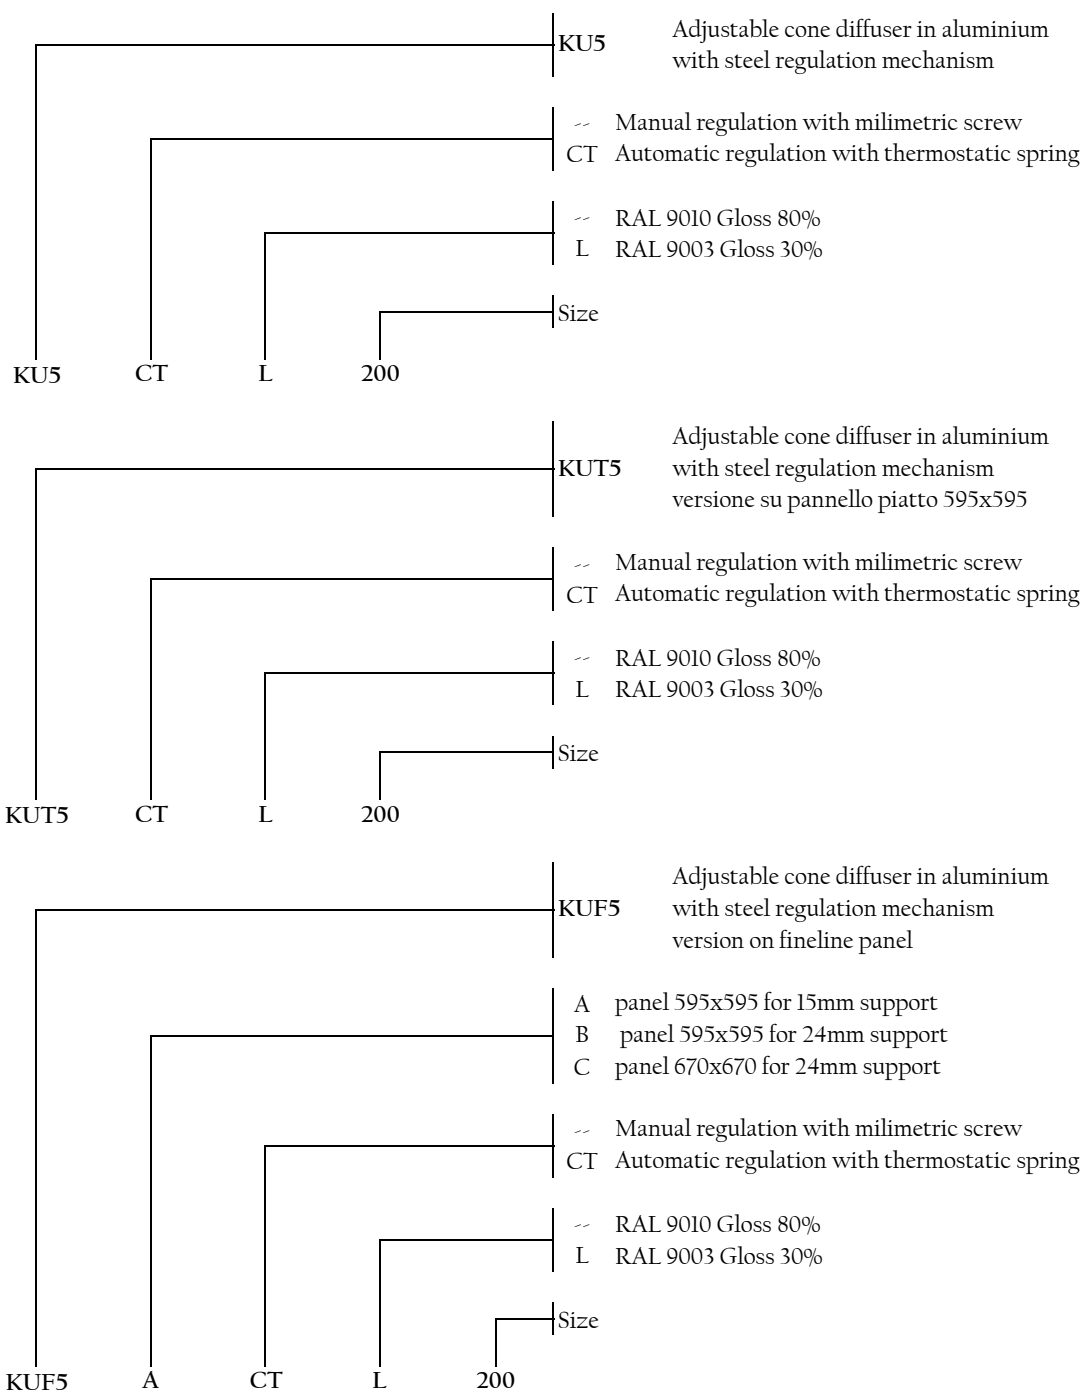 KU5 Adjustable cone diffuser in aluminium
with steel regulation mechanism
-- Manual regulation with milimetric screw
CT Automatic regulation with thermostatic spring
-- RAL 9010 Gloss 80%
L RAL 9003 Gloss 30%
Size
KU5 CT L 200
Adjustable cone diffuser in aluminium
KUT5 with steel regulation mechanism
versione su pannello piatto 595x595
-- Manual regulation with milimetric screw
CT Automatic regulation with thermostatic spring
-- RAL 9010 Gloss 80%
L RAL 9003 Gloss 30%
Size
KUT5 CT L 200
Adjustable cone diffuser in aluminium
KUF5 with steel regulation mechanism
version on fineline panel
A panel 595x595 for 15mm support
B panel 595x595 for 24mm support
C panel 670x670 for 24mm support
-- Manual regulation with milimetric screw
CT Automatic regulation with thermostatic spring
-- RAL 9010 Gloss 80%
L RAL 9003 Gloss 30%
Size
KUF5 A CT L 200